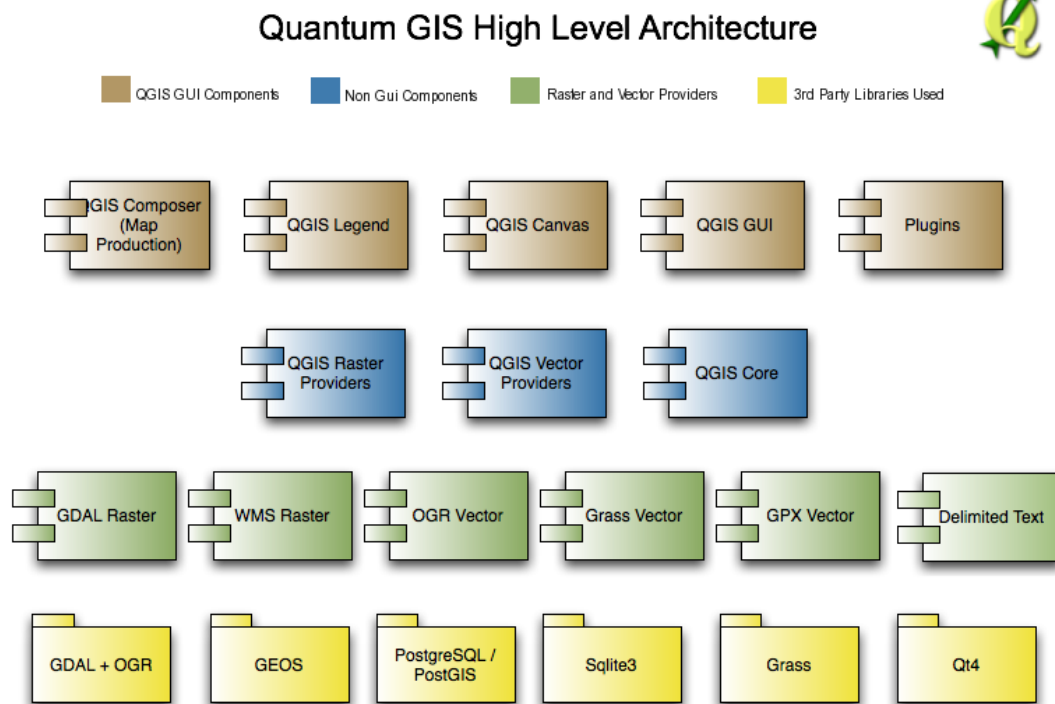 Quantum GIS High Level Architecture
QGIS GUI Components
Non Gui Components
Raster and Vector Providers
3rd Party Libraries Used
QGIS Composer
(Map
Production)
QGIS Legend
QGIS Canvas
QGIS GUI
Plugins
QGIS Raster
Providers
QGIS Vector
Providers
QGIS Core
GDAL Raster
WMS Raster
OGR Vector
Grass Vector
GPX Vector
Delimited Text
GDAL + OGR
GEOS
PostgreSQL /
PostGIS
Sqlite3
Grass
Qt4